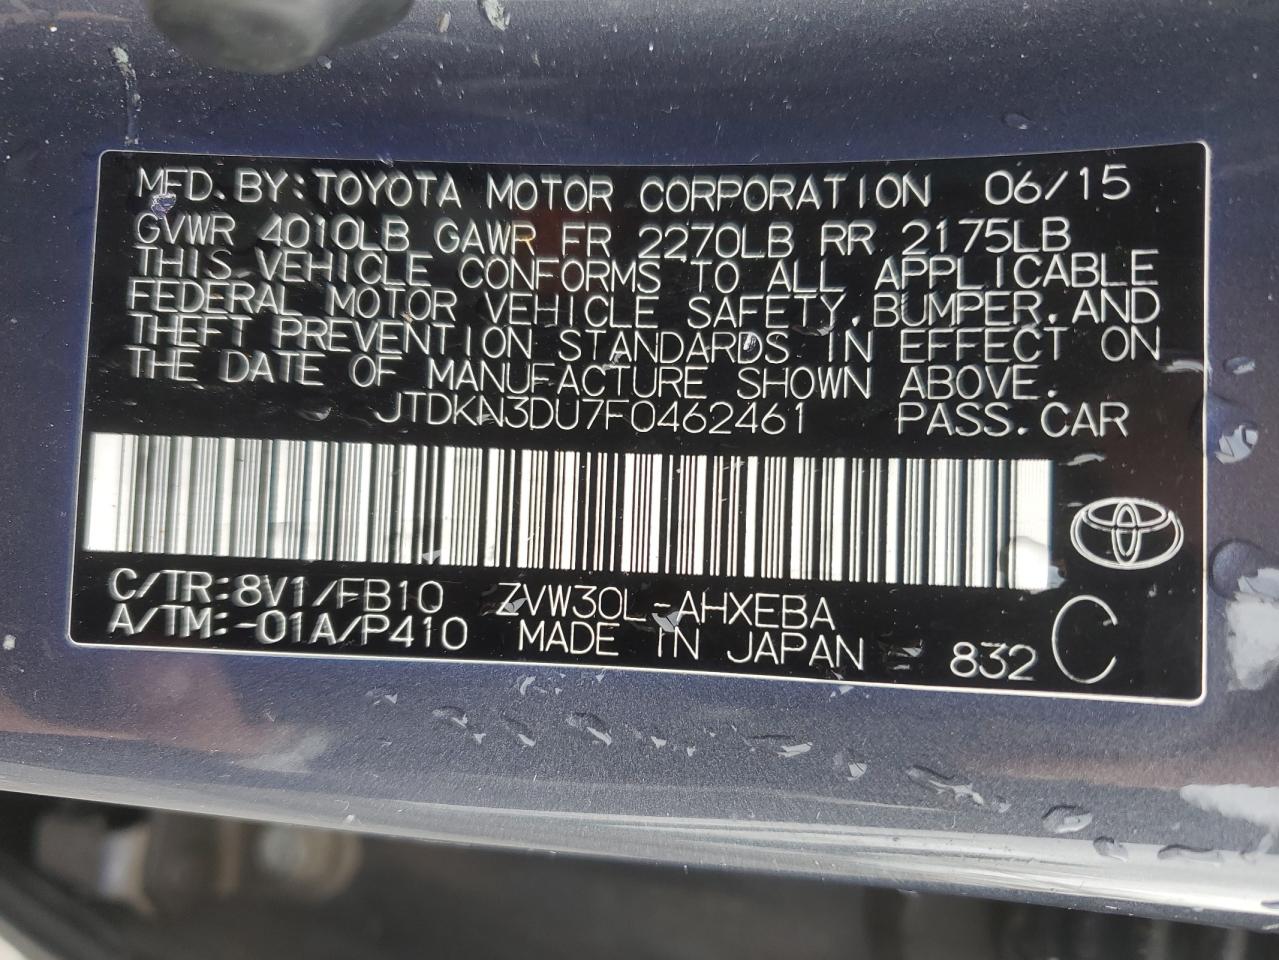 MFD. BY: TOYOTA MOTOR CORPORATION 06/15
GVWR 4010LB GAWR FR 2270LB RR 2175LB
THIS VEHICLE CONFORMS TO ALL APPLICABLE
FEDERAL MOTOR VEHICLE SAFETY, BUMPER, AND
THEFT PREVENTION STANDARDS IN EFFECT ON
THE DATE OF MANUFACTURE SHOWN ABOVE.
JTDKN3DU7F0462461 PASS. CAR
C/TR: 8V1/FB10 ZVW30L-AHXEBA
A/TM: -01A/P410 MADE IN JAPAN 832 C